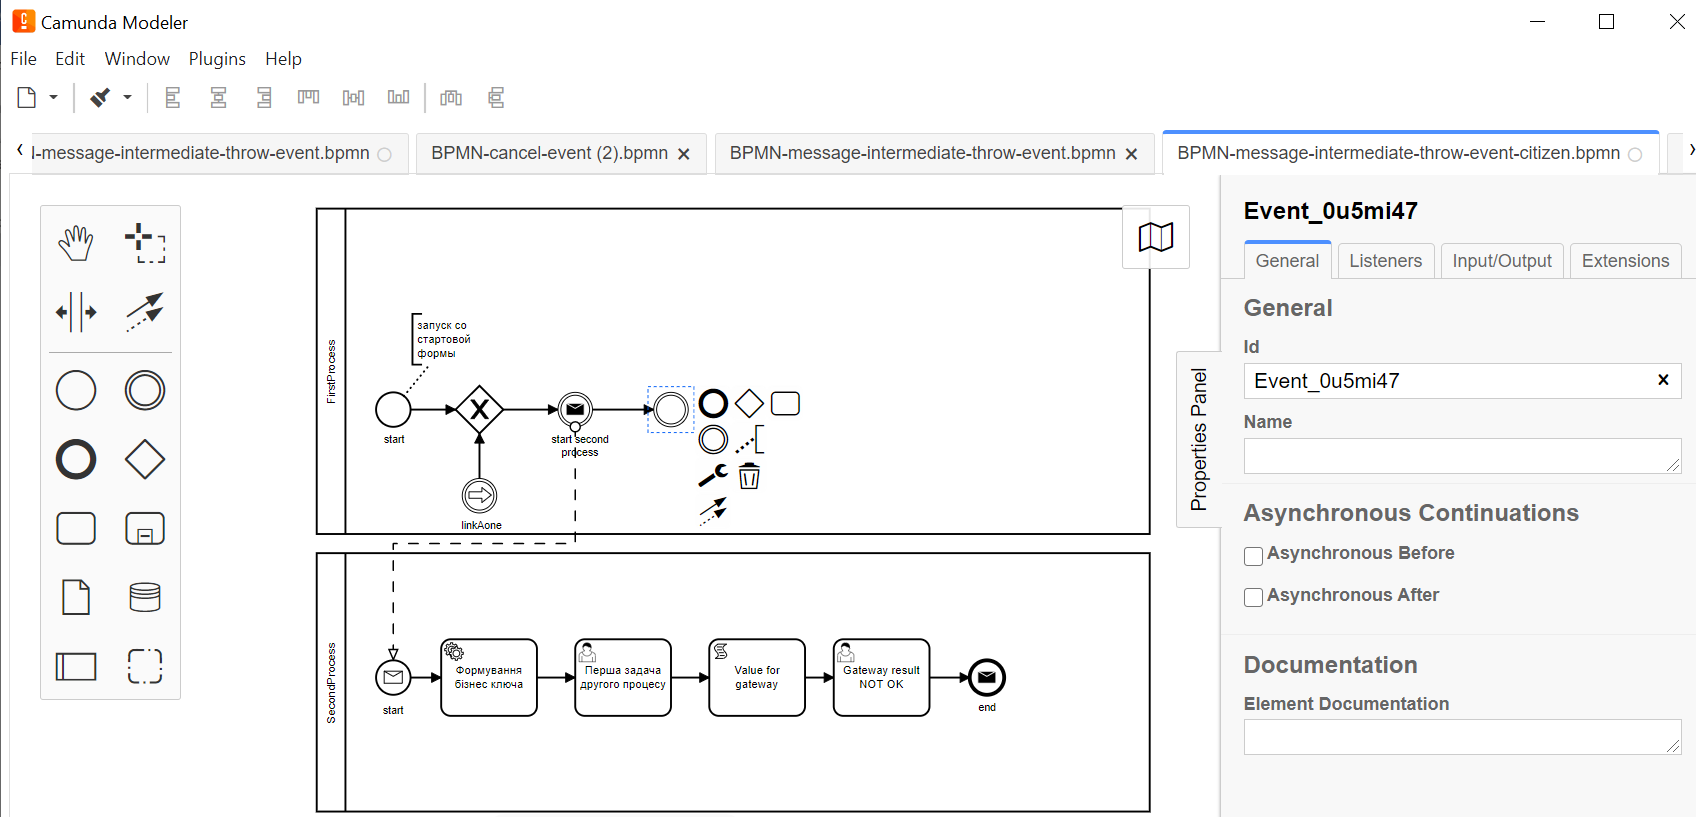 Camunda Modeler
File Edit Window Plugins Help
-message-intermediate-throw-event.bpmn
BPMN-cancel-event (2).bpmn
BPMN-message-intermediate-throw-event.bpmn
BPMN-message-intermediate-throw-event-citizen.bpmn
FirstProcess
запуск со
стартовой
формы
start
start second
process
linkAone
SecondProcess
start
Формування
бізнес ключа
Перша задача
другого процесу
Value for
gateway
Gateway result
NOT OK
end
Properties Panel
Event_0u5mi47
General Listeners Input/Output Extensions
General
Id
Event_0u5mi47
Name
Asynchronous Continuations
Asynchronous Before
Asynchronous After
Documentation
Element Documentation